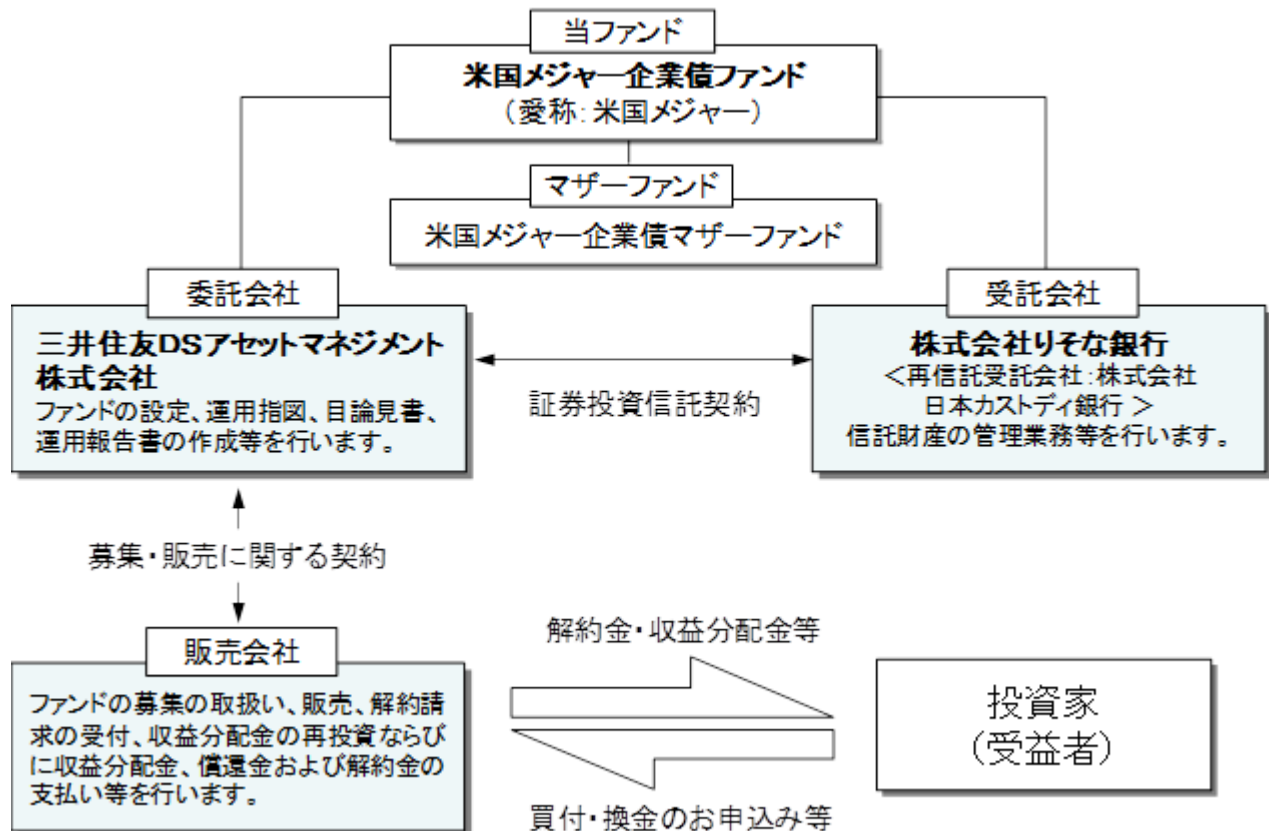 当ファンド
米国メジャー企業債ファンド
（愛称：米国メジャー）
マザーファンド
米国メジャー企業債マザーファンド
委託会社
三井住友DSアセットマネジメント
株式会社
ファンドの設定、運用指図、目論見書、
運用報告書の作成等を行います。
受託会社
株式会社りそな銀行
＜再信託受託会社：株式会社
日本カストディ銀行 ＞
信託財産の管理業務等を行います。
証券投資信託契約
募集・販売に関する契約
販売会社
ファンドの募集の取扱い、販売、解約請
求の受付、収益分配金の再投資ならび
に収益分配金、償還金および解約金の
支払い等を行います。
解約金・収益分配金等
買付・換金のお申込み等
投資家
（受益者）